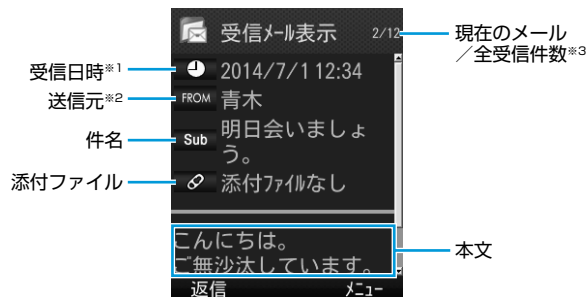 受信メール表示 2/12
現在のメール
／全受信件数※3
受信日時※1
2014/7/1 12:34
送信元※2
FROM 青木
件名
Sub 明日会いましょ
う。
添付ファイル
添付ファイルなし
こんにちは。
ご無沙汰しています。
本文
返信 メニュー